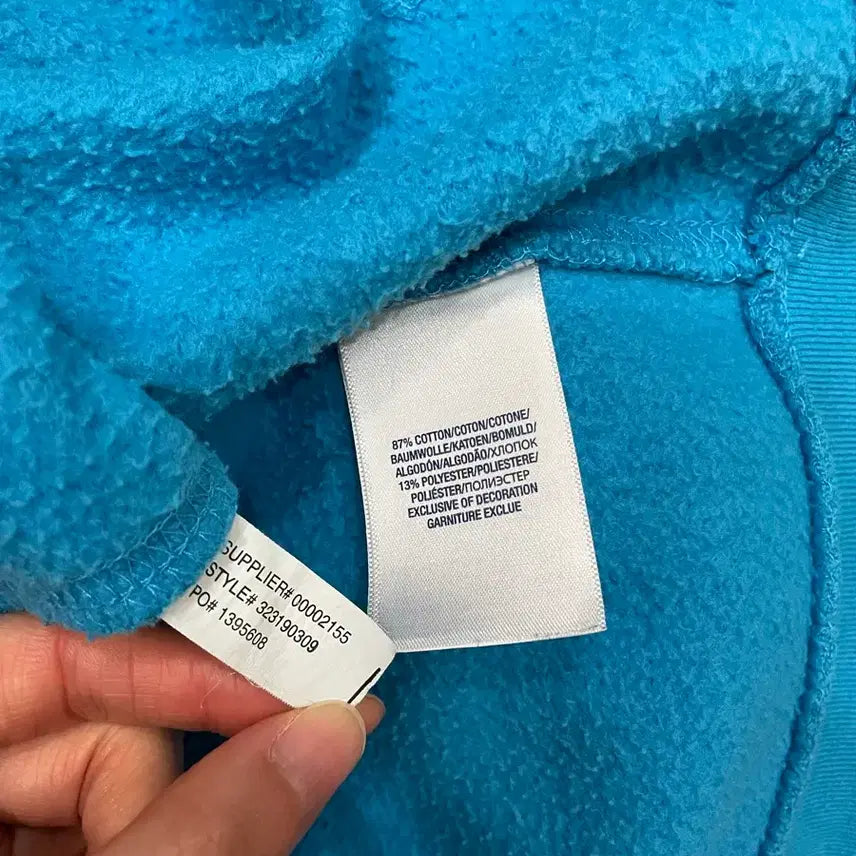 87% COTTON/COTON/COTONE/
BAUMWOLLE/KATOEN/BOMULD/
ALGODÓN/ALGODÃO/ХЛОПОК
13% POLYESTER/POLIESTERE/
POLIÉSTER/ПОЛИЭСТЕР
EXCLUSIVE OF DECORATION
GARNITURE EXCLUE
SUPPLIER# 00002155
STYLE# 323190309
PO# 1395608